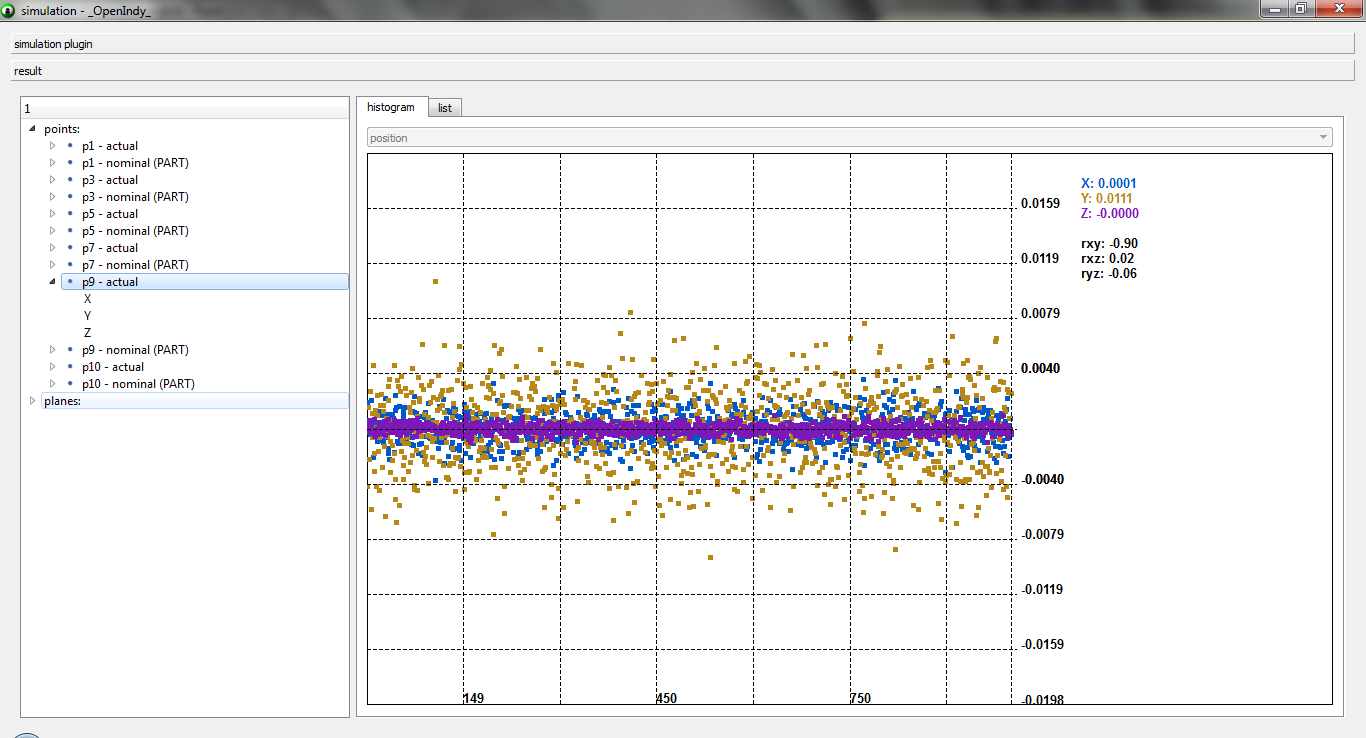 simulation - _OpenIndy_
simulation plugin
result
1
points:
p1 - actual
p1 - nominal (PART)
p3 - actual
p3 - nominal (PART)
p5 - actual
p5 - nominal (PART)
p7 - actual
p7 - nominal (PART)
p9 - actual
X
Y
Z
p9 - nominal (PART)
p10 - actual
p10 - nominal (PART)
planes:
histogram list
position
X: 0.0001
Y: 0.0111
Z: -0.0000
rxy: -0.90
rxz: 0.02
ryz: -0.06
0.0159
0.0119
0.0079
0.0040
-0.0040
-0.0079
-0.0119
-0.0159
-0.0198
149 450 750